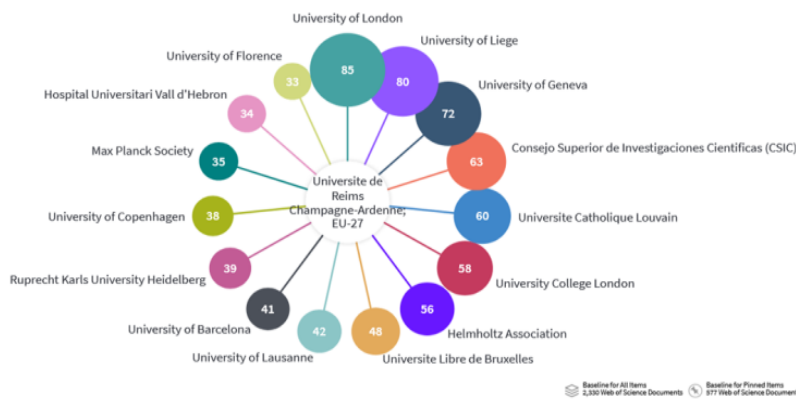 University of London
85
University of Liege
80
University of Geneva
72
Consejo Superior de Investigaciones Cientificas (CSIC)
63
Universite Catholique Louvain
60
University College London
58
Helmholtz Association
56
Universite Libre de Bruxelles
48
University of Lausanne
42
University of Barcelona
41
Ruprecht Karls University Heidelberg
39
University of Copenhagen
38
Max Planck Society
35
Hospital Universitari Vall d'Hebron
34
University of Florence
33
Universite de
Reims
Champagne-Ardenne;
EU-27
Baseline for All Items
2,330 Web of Science Documents
Baseline for Pinned Items
977 Web of Science Document